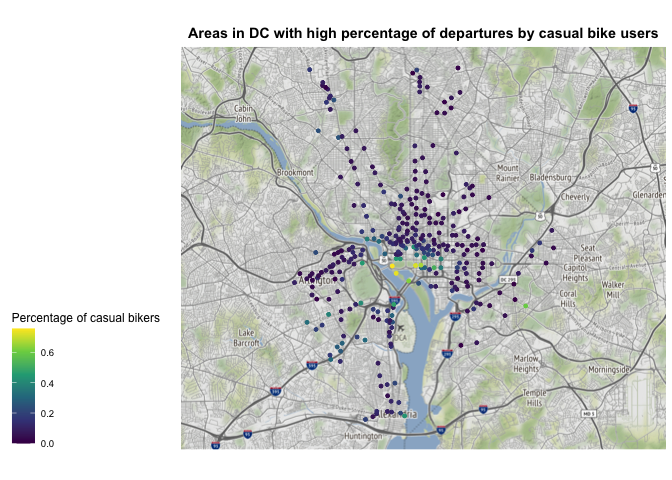 Areas in DC with high percentage of departures by casual bike users
Cabin
John
Brookmont
Mount
Rainier
Bladensburg
Cheverly
Glenarden
Seat
Pleasant
Capitol
Heights
Coral
Hills
Walker
Mill
Arlington
DCA
Lake
Barcroft
Marlow
Heights
Morningside
Temple
Hills
MD 5
Alexandria
Huntington
Percentage of casual bikers
0.6
0.4
0.2
0.0